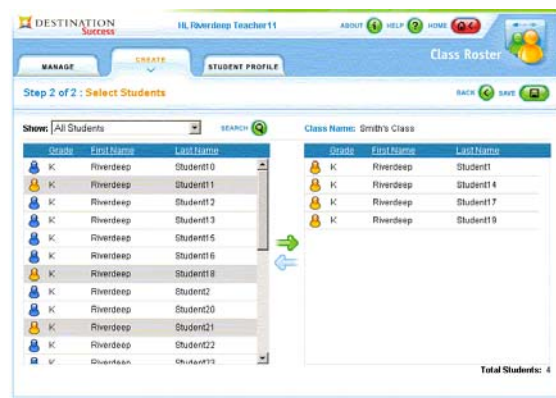 DESTINATION
Success
Hi, Riverdeep Teacher11
ABOUT HELP HOME
Class Roster
MANAGE CREATE STUDENT PROFILE
Step 2 of 2 : Select Students
BACK SAVE
Show: All Students SEARCH
Class Name: Smith's Class
Grade First Name Last Name
K Riverdeep Student10
K Riverdeep Student11
K Riverdeep Student12
K Riverdeep Student13
K Riverdeep Student15
K Riverdeep Student16
K Riverdeep Student18
K Riverdeep Student2
K Riverdeep Student20
K Riverdeep Student21
K Riverdeep Student22
K Riverdeep Student23
Grade First Name Last Name
K Riverdeep Student1
K Riverdeep Student14
K Riverdeep Student17
K Riverdeep Student19
Total Students: 4